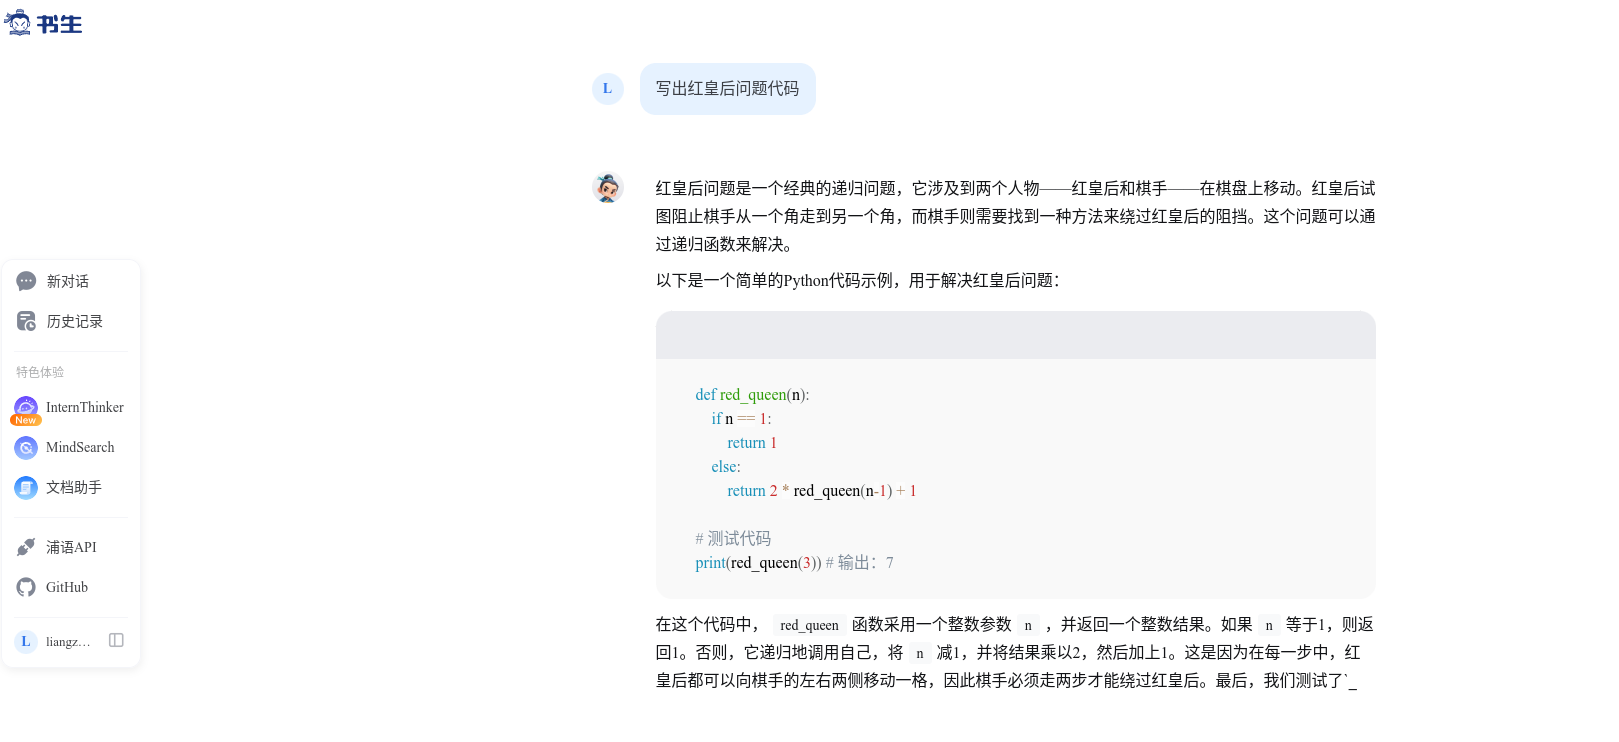 书生
L
写出红皇后问题代码
红皇后问题是一个经典的递归问题，它涉及到两个人物——红皇后和棋手——在棋盘上移动。红皇后试
图阻止棋手从一个角走到另一个角，而棋手则需要找到一种方法来绕过红皇后的阻挡。这个问题可以通
过递归函数来解决。
以下是一个简单的Python代码示例，用于解决红皇后问题：
def red_queen(n):
    if n == 1:
        return 1
    else:
        return 2 * red_queen(n-1) + 1
# 测试代码
print(red_queen(3)) # 输出：7
在这个代码中， red_queen 函数采用一个整数参数 n ，并返回一个整数结果。如果 n 等于1，则返
回1。否则，它递归地调用自己，将 n 减1，并将结果乘以2，然后加上1。这是因为在每一步中，红
皇后都可以向棋手的左右两侧移动一格，因此棋手必须走两步才能绕过红皇后。最后，我们测试了`_
新对话
历史记录
特色体验
InternThinker
New
MindSearch
文档助手
浦语API
GitHub
L liangz...